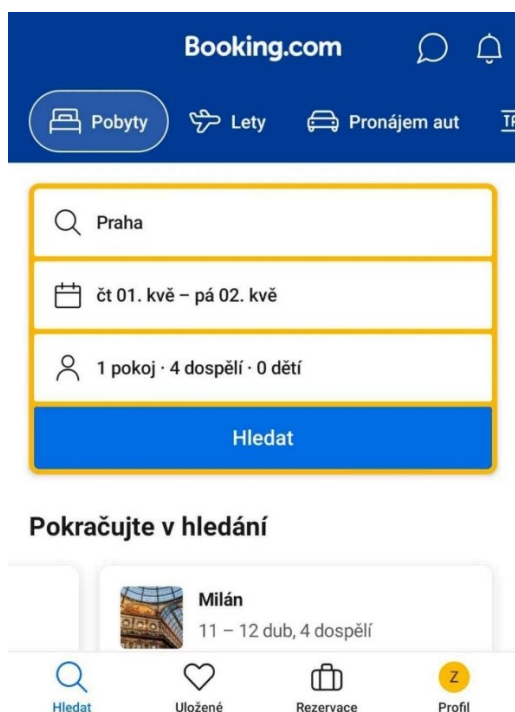 Booking.com
Pobyty
Lety
Pronájem aut
Praha
čt 01. kvě – pá 02. kvě
1 pokoj · 4 dospělí · 0 dětí
Hledat
Pokračujte v hledání
Milán
11 – 12 dub, 4 dospělí
Hledat
Uložené
Rezervace
Z
Profil